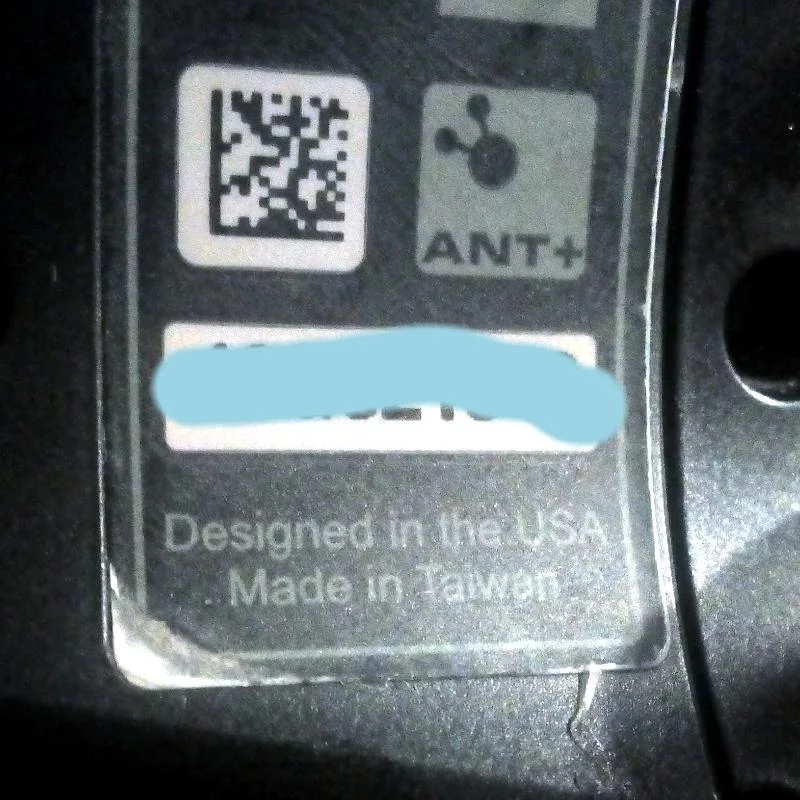 ANT+
Designed in the USA
Made in Taiwan